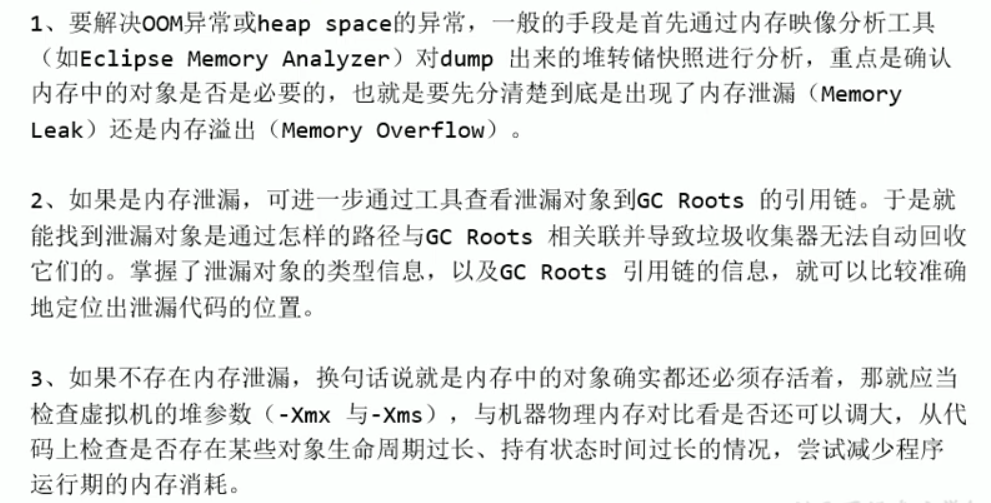 1、要解决OOM异常或heap space的异常，一般的手段是首先通过内存映像分析工具
（如Eclipse Memory Analyzer）对dump 出来的堆转储快照进行分析，重点是确认
内存中的对象是否是必要的，也就是要先分清楚到底是出现了内存泄漏（Memory
Leak）还是内存溢出（Memory Overflow）。
2、如果是内存泄漏，可进一步通过工具查看泄漏对象到GC Roots 的引用链。于是就
能找到泄漏对象是通过怎样的路径与GC Roots 相关联并导致垃圾收集器无法自动回收
它们的。掌握了泄漏对象的类型信息，以及GC Roots 引用链的信息，就可以比较准确
地定位出泄漏代码的位置。
3、如果不存在内存泄漏，换句话说就是内存中的对象确实都还必须存活着，那就应当
检查虚拟机的堆参数（-Xmx 与-Xms），与机器物理内存对比看是否还可以调大，从代
码上检查是否存在某些对象生命周期过长、持有状态时间过长的情况，尝试减少程序
运行期的内存消耗。